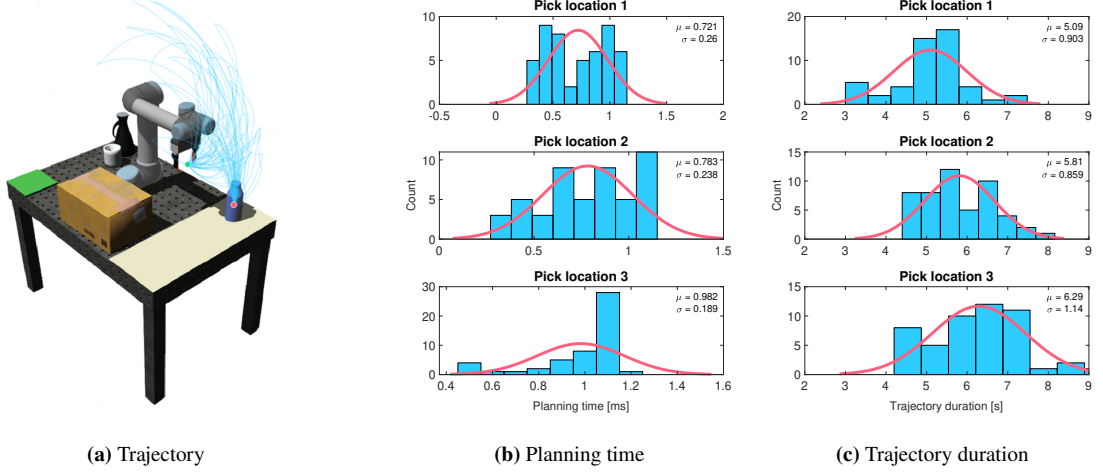 Pick location 1
μ = 0.721
σ = 0.26
10
5
0
-0.5 0 0.5 1 1.5 2
Pick location 2
μ = 0.783
σ = 0.238
Count
10
5
0
0 0.5 1 1.5
Pick location 3
μ = 0.982
σ = 0.189
30
20
10
0
0.4 0.6 0.8 1 1.2 1.4 1.6
Planning time [ms]
Pick location 1
μ = 5.09
σ = 0.903
20
10
0
2 3 4 5 6 7 8 9
Pick location 2
μ = 5.81
σ = 0.859
Count
15
10
5
0
2 3 4 5 6 7 8 9
Pick location 3
μ = 6.29
σ = 1.14
15
10
5
0
2 3 4 5 6 7 8 9
Trajectory duration [s]
(a) Trajectory
(b) Planning time
(c) Trajectory duration